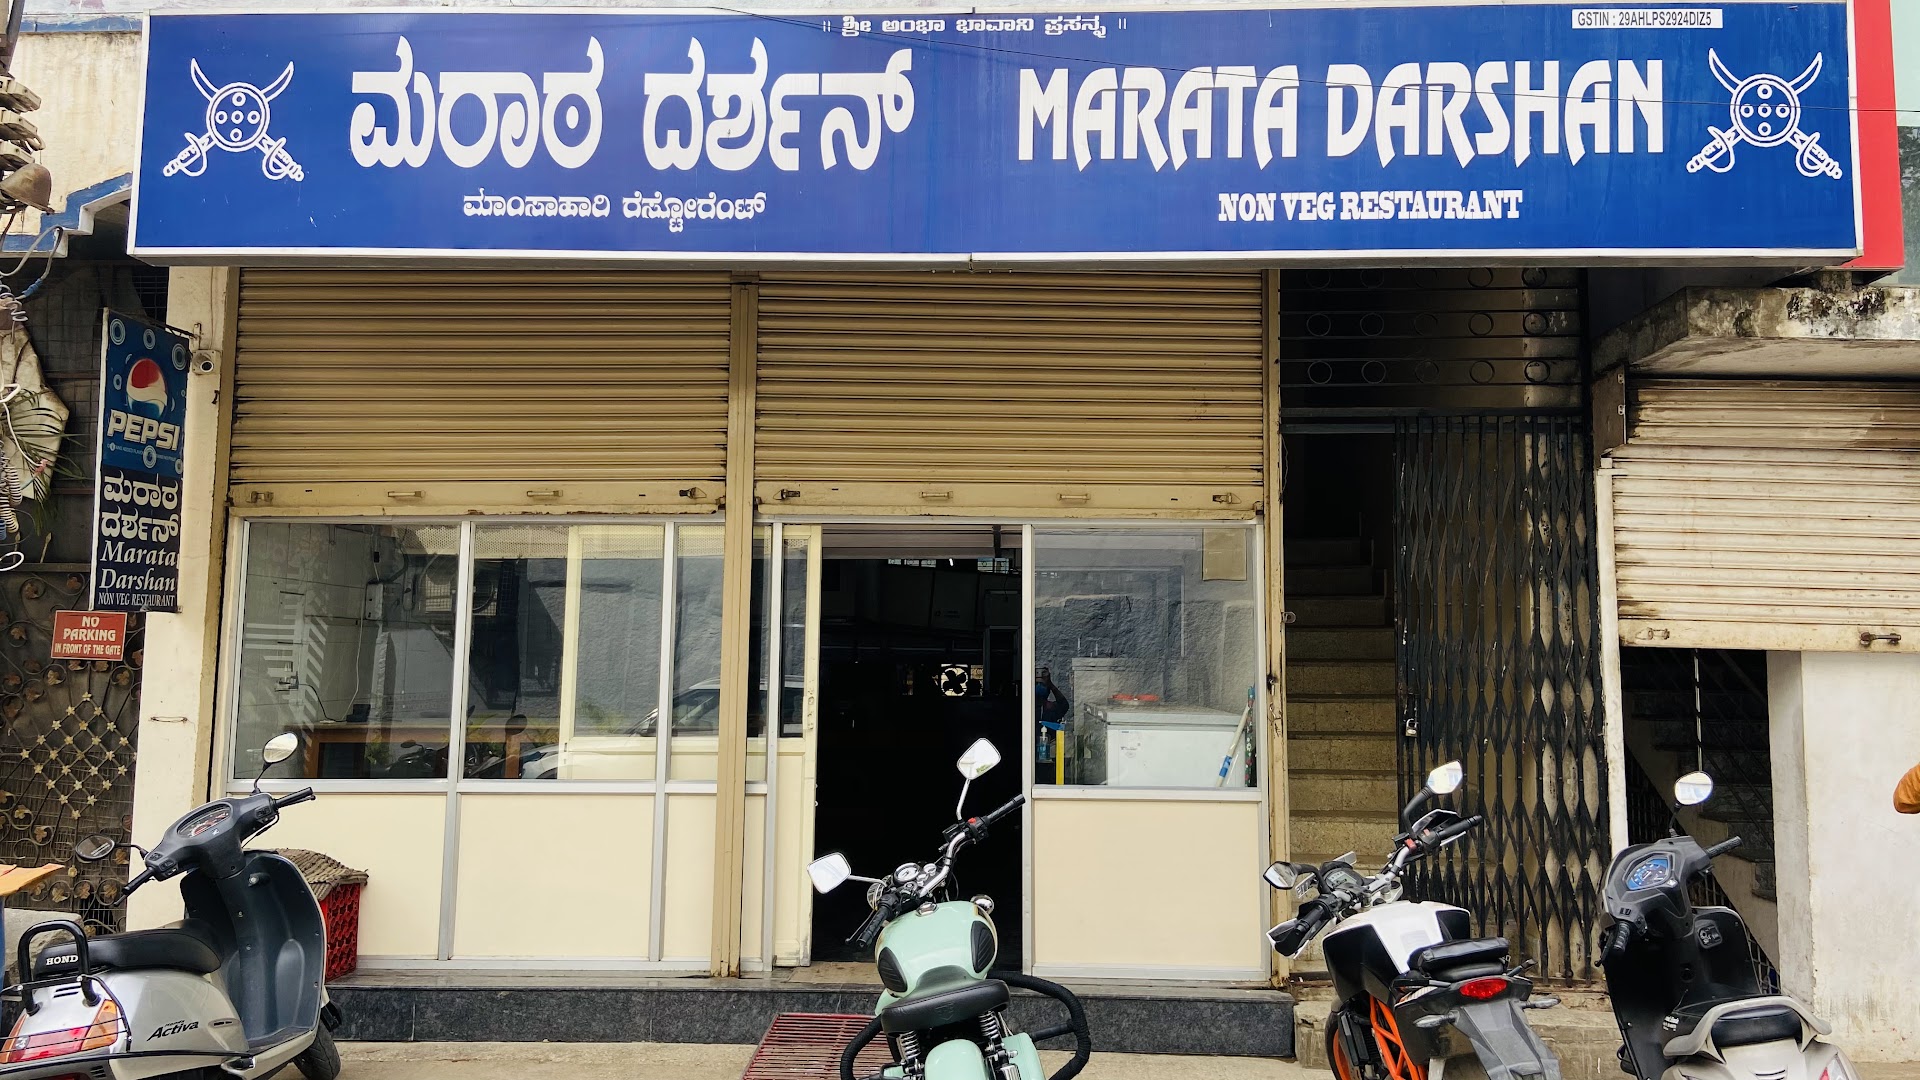 ॥ ಶ್ರೀ ಅಂಭಾ ಭಾವಾನಿ ಪ್ರಸನ್ನ ॥
GSTIN : 29AHLPS2924DIZ5
ಮರಾಠ ದರ್ಶನ್ MARATA DARSHAN
ಮಾಂಸಾಹಾರಿ ರೆಸ್ಟೋರೆಂಟ್ NON VEG RESTAURANT
PEPSI
ಮರಾಠ
ದರ್ಶನ್
Marata
Darshan
NON VEG RESTAURANT
NO
PARKING
IN FRONT OF THE GATE
HOND
Activa